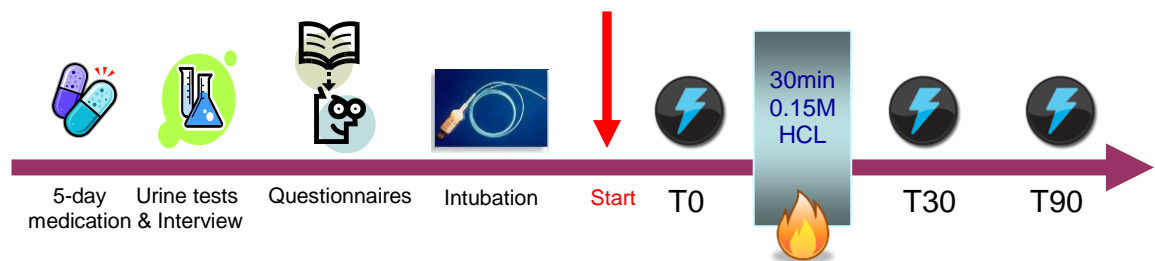 30min
0.15M
HCL
5-day
medication
Urine tests
& Interview
Questionnaires
Intubation
Start
T0
T30
T90